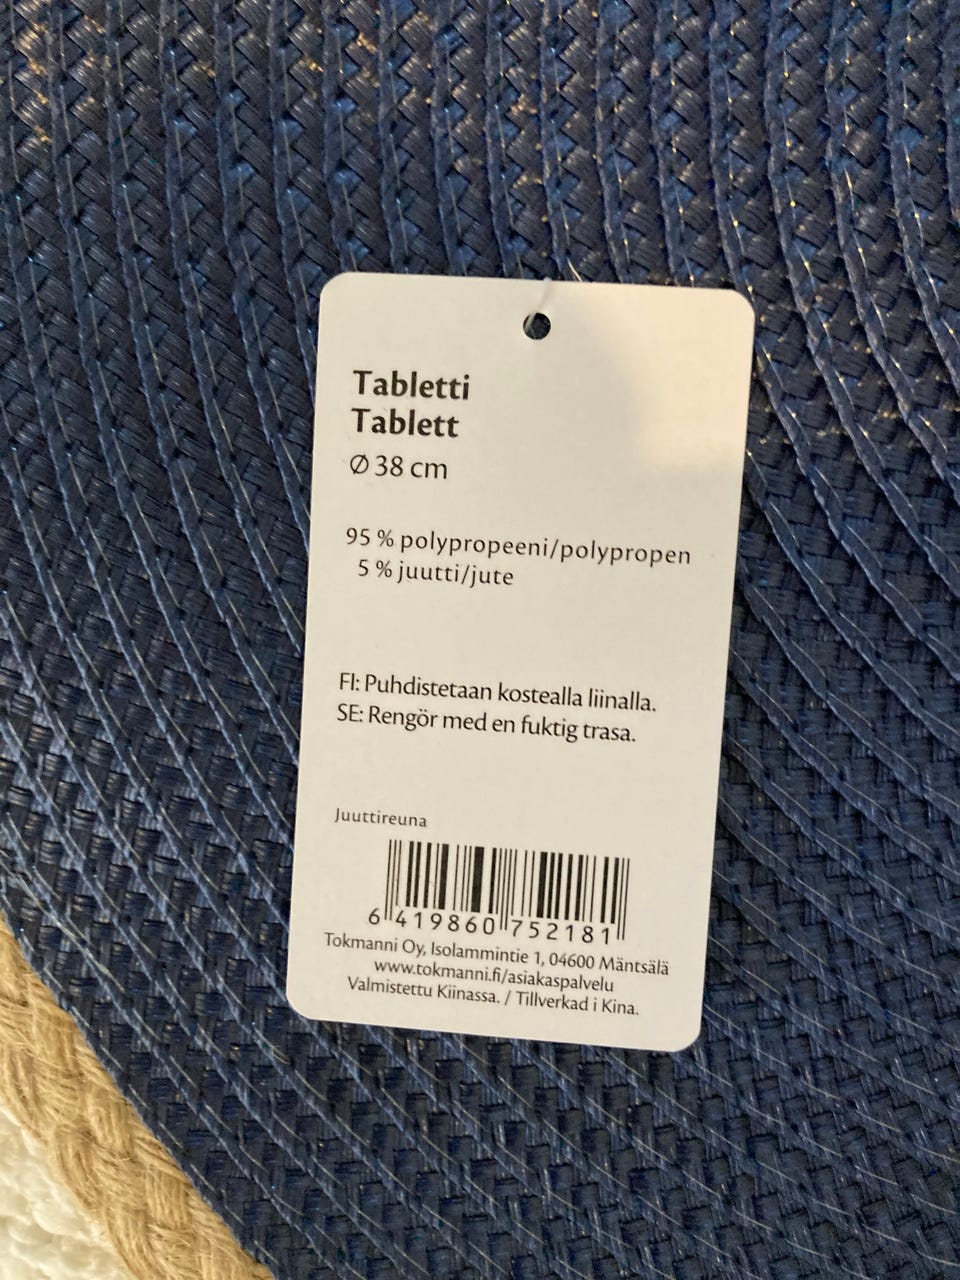 Tabletti
Tablett
Ø 38 cm
95 % polypropeeni/polypropen
5 % juutti/jute
FI: Puhdistetaan kostealla liinalla.
SE: Rengör med en fuktig trasa.
Juuttireuna
6 419860 752181
Tokmanni Oy, Isolammintie 1, 04600 Mäntsälä
www.tokmanni.fi/asiakaspalvelu
Valmistettu Kiinassa. / Tillverkad i Kina.